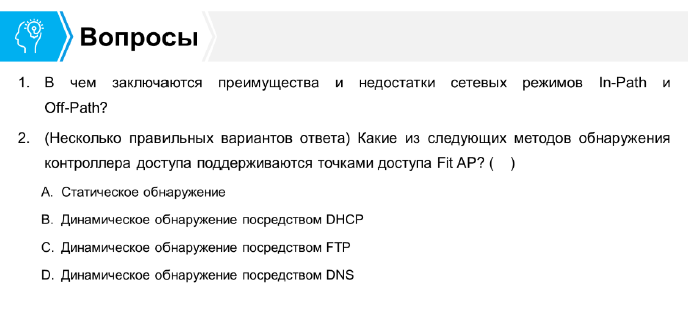 Вопросы
1. В чем заключаются преимущества и недостатки сетевых режимов In-Path и
Off-Path?
2. (Несколько правильных вариантов ответа) Какие из следующих методов обнаружения
контроллера доступа поддерживаются точками доступа Fit AP? ( )
A. Статическое обнаружение
B. Динамическое обнаружение посредством DHCP
C. Динамическое обнаружение посредством FTP
D. Динамическое обнаружение посредством DNS